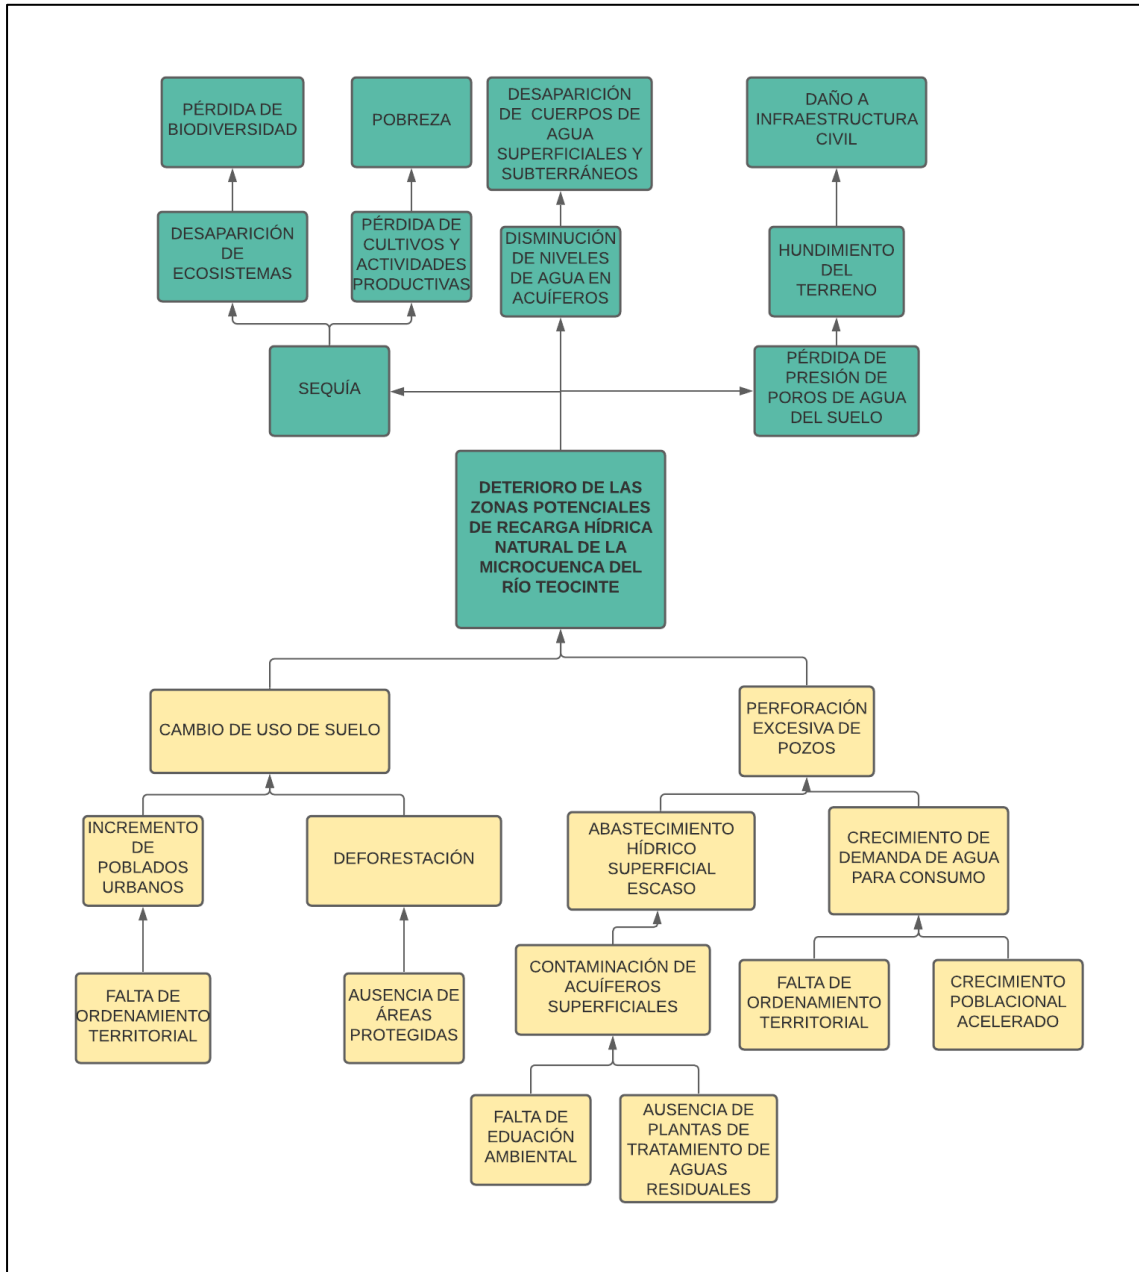 PÉRDIDA DE
BIODIVERSIDAD
POBREZA
DESAPARICIÓN
DE CUERPOS DE
AGUA
SUPERFICIALES Y
SUBTERRÁNEOS
DAÑO A
INFRAESTRUCTURA
CIVIL
DESAPARICIÓN
DE
ECOSISTEMAS
PÉRDIDA DE
CULTIVOS Y
ACTIVIDADES
PRODUCTIVAS
DISMINUCIÓN
DE NIVELES
DE AGUA EN
ACUÍFEROS
HUNDIMIENTO
DEL
TERRENO
SEQUÍA
PÉRDIDA DE
PRESIÓN DE
POROS DE AGUA
DEL SUELO
DETERIORO DE LAS
ZONAS POTENCIALES
DE RECARGA HÍDRICA
NATURAL DE LA
MICROCUENCA DEL
RÍO TEOCINTE
CAMBIO DE USO DE SUELO
PERFORACIÓN
EXCESIVA DE
POZOS
INCREMENTO
DE
POBLADOS
URBANOS
DEFORESTACIÓN
ABASTECIMIENTO
HÍDRICO
SUPERFICIAL
ESCASO
CRECIMIENTO DE
DEMANDA DE AGUA
PARA CONSUMO
FALTA DE
ORDENAMIENTO
TERRITORIAL
AUSENCIA DE
ÁREAS
PROTEGIDAS
CONTAMINACIÓN DE
ACUÍFEROS
SUPERFICIALES
FALTA DE
ORDENAMIENTO
TERRITORIAL
CRECIMIENTO
POBLACIONAL
ACELERADO
FALTA DE
EDUACIÓN
AMBIENTAL
AUSENCIA DE
PLANTAS DE
TRATAMIENTO DE
AGUAS
RESIDUALES